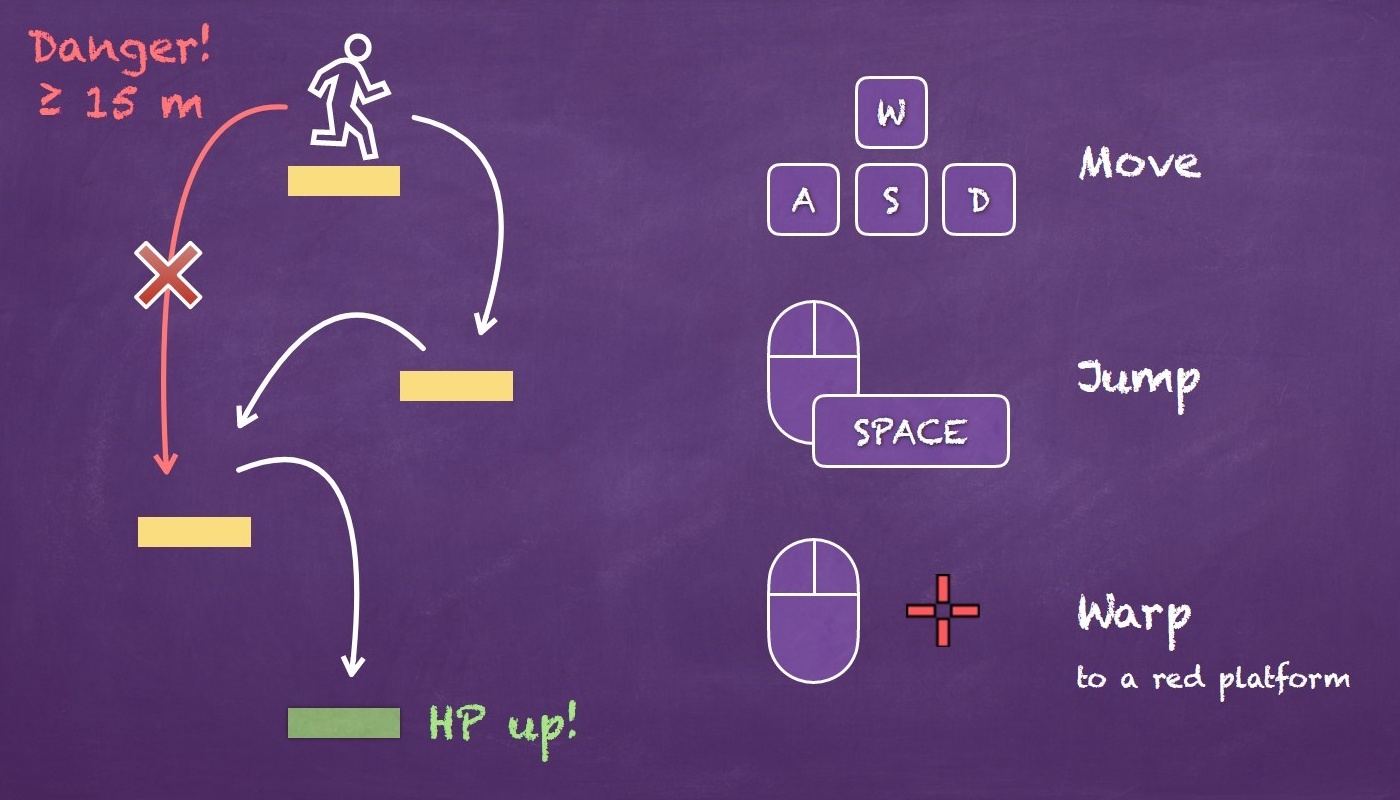 Danger!
≥ 15 m
HP up!
W
A S D
Move
SPACE
Jump
Warp
to a red platform